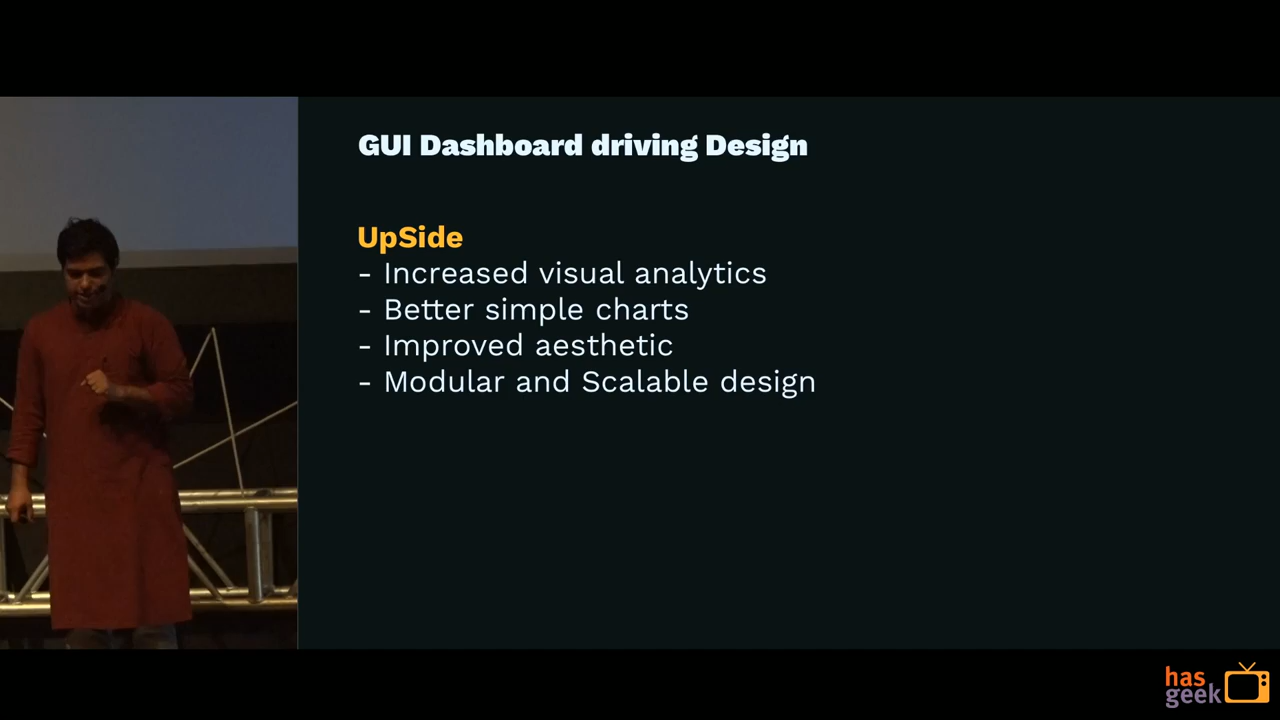 GUI Dashboard driving Design
UpSide
- Increased visual analytics
- Better simple charts
- Improved aesthetic
- Modular and Scalable design
has
geek